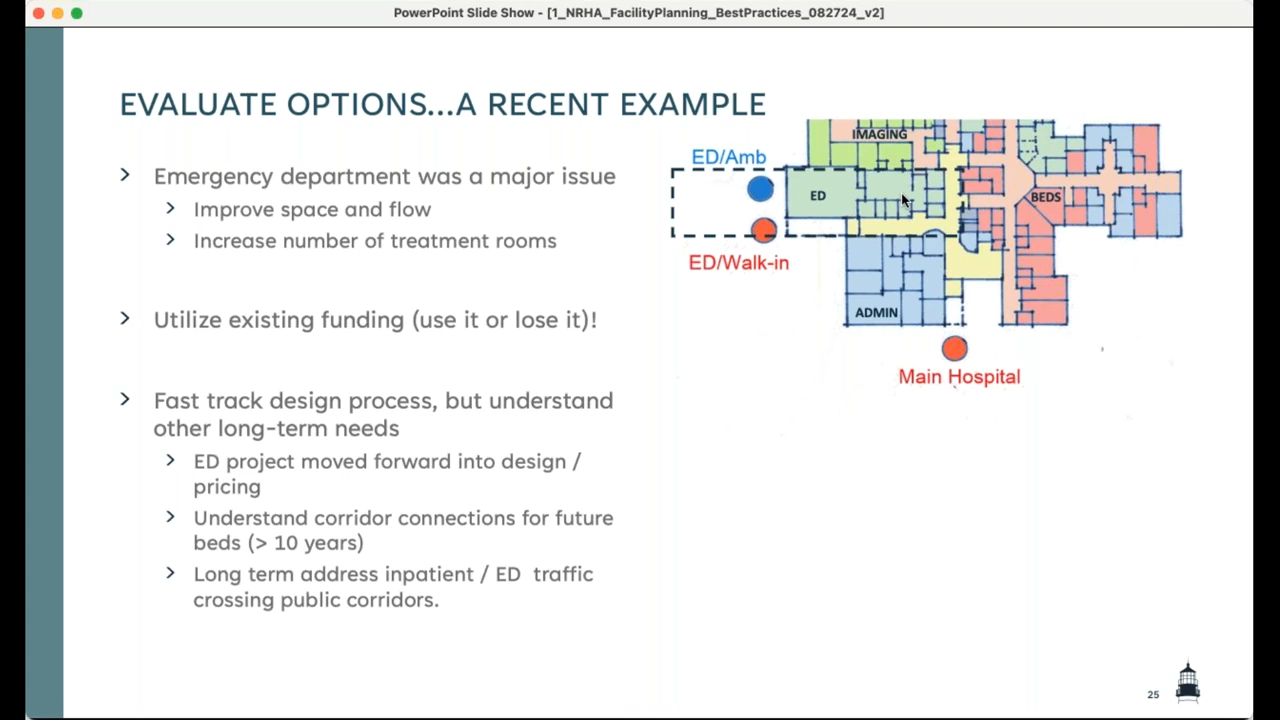 PowerPoint Slide Show - [1_NRHA_FacilityPlanning_BestPractices_082724_v2]
EVALUATE OPTIONS...A RECENT EXAMPLE
Emergency department was a major issue
Improve space and flow
Increase number of treatment rooms
Utilize existing funding (use it or lose it)!
Fast track design process, but understand
other long-term needs
ED project moved forward into design /
pricing
Understand corridor connections for future
beds (> 10 years)
Long term address inpatient / ED traffic
crossing public corridors.
IMAGING
ED/Amb
ED
BEDS
ED/Walk-in
ADMIN
Main Hospital
25